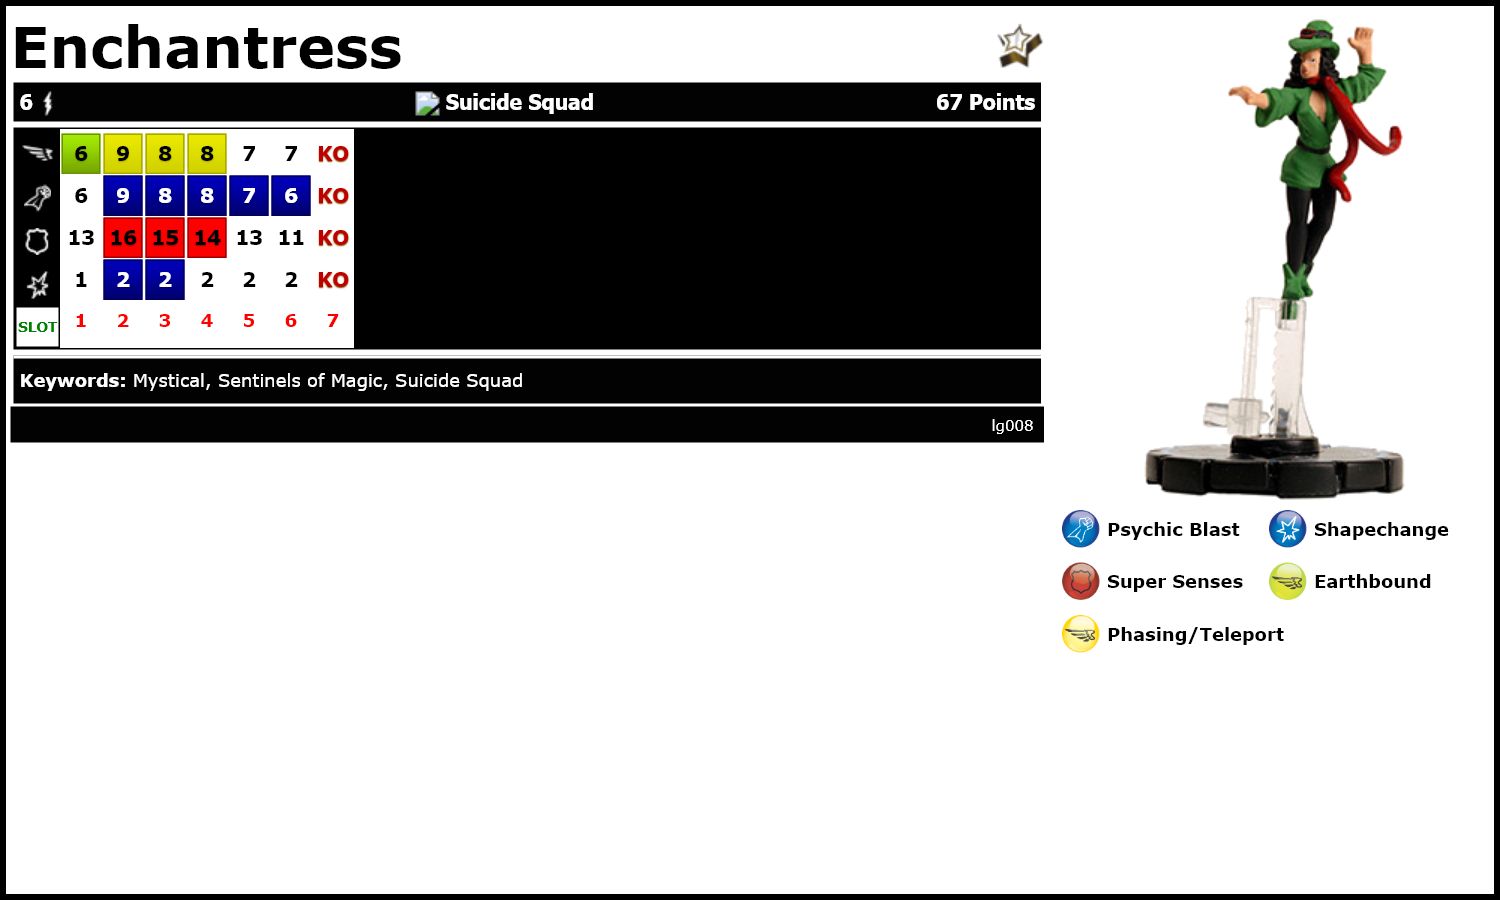 Enchantress
6 Suicide Squad 67 Points
6 9 8 8 7 7 KO
6 9 8 8 7 6 KO
13 16 15 14 13 11 KO
1 2 2 2 2 2 KO
SLOT 1 2 3 4 5 6 7
Keywords: Mystical, Sentinels of Magic, Suicide Squad
lg008
Psychic Blast Shapechange
Super Senses Earthbound
Phasing/Teleport